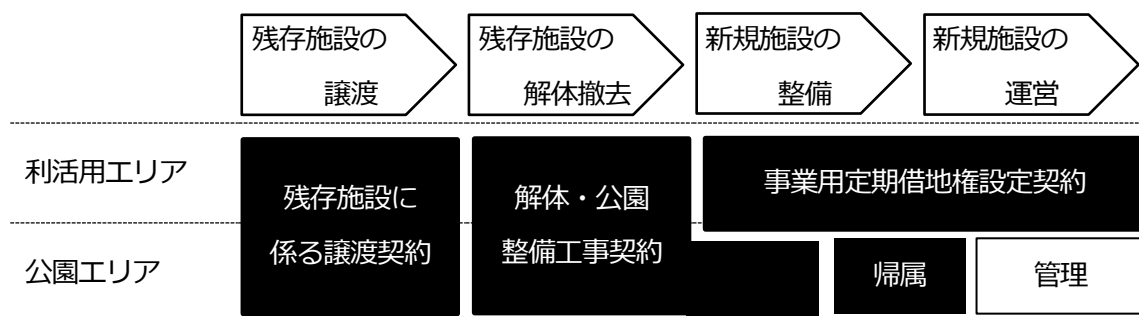 残存施設の
譲渡
残存施設の
解体撤去
新規施設の
整備
新規施設の
運営
利活用エリア
残存施設に
係る譲渡契約
解体・公園
整備工事契約
事業用定期借地権設定契約
公園エリア
帰属
管理